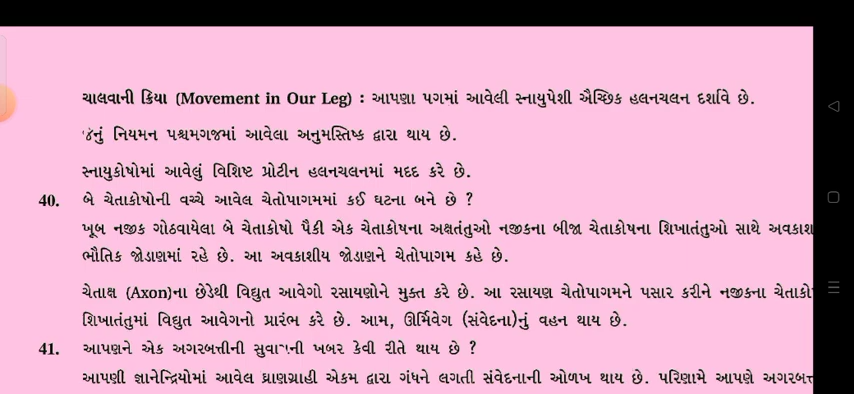 ચાલવાની ક્રિયા (Movement in Our Leg) : આપણા પગમાં આવેલી સ્નાયુપેશી ઐચ્છિક હલનચલન દર્શાવે છે.
નિયમન પશ્ચમગજમાં આવેલા અનુમસ્તિષ્ક દ્વારા થાય છે.
સ્નાયુકોષોમાં આવેલું વિશિષ્ટ પ્રોટીન હલનચલનમાં મદદ કરે છે.
40. બે ચેતાકોષોની વચ્ચે આવેલ ચેતોપાગમમાં કઈ ઘટના બને છે ?
ખૂબ નજીક ગોઠવાયેલા બે ચેતાકોષો પૈકી એક ચેતાકોષના અક્ષતંતુઓ નજીકના બીજા ચેતાકોષના શિખાતંતુઓ સાથે અવકાશ
ભૌતિક જોડાણમાં રહે છે. આ અવકાશીય જોડાણને ચેતોપાગમ કહે છે.
ચેતાક્ષ (Axon)ના છેડેથી વિદ્યુત આવેગો રસાયણોને મુક્ત કરે છે. આ રસાયણ ચેતોપાગમને પસાર કરીને નજીકના
શિખાતંતુમાં વિદ્યુત આવેગનો પ્રારંભ કરે છે. આમ, ઊર્મિવેગ (સંવેદના)નું વહન થાય છે.
41. આપણને એક અગરબત્તીની ખબર કેવી રીતે થાય છે ?
આપણી જ્ઞાનેન્દ્રિયોમાં આવેલ ઘ્રાણગ્રાહી એકમ દ્વારા ગંધને લગતી સંવેદનાની ઓળખ થાય છે. પરિણામે આપણે